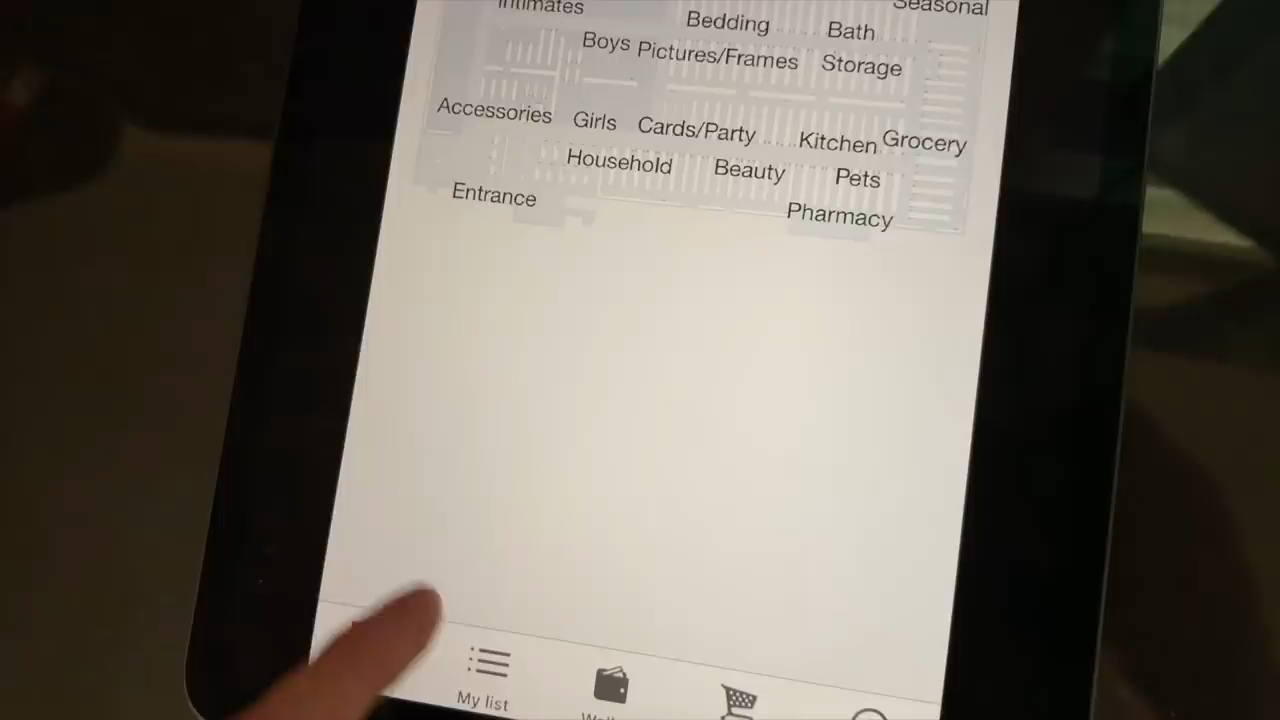 Intimates
Seasonal
Bedding
Bath
Boys
Pictures/Frames
Storage
Accessories
Girls
Cards/Party
Kitchen
Grocery
Household
Beauty
Pets
Entrance
Pharmacy
My list